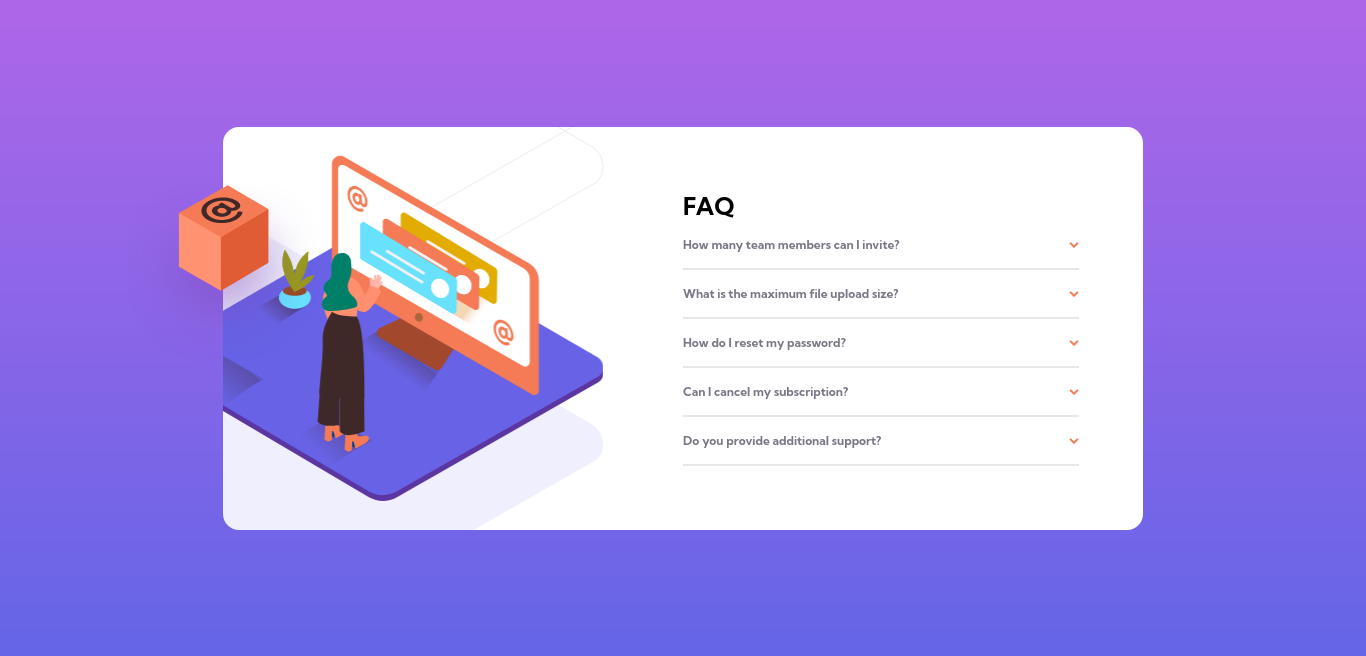 @
@
@
FAQ
How many team members can I invite?
What is the maximum file upload size?
How do I reset my password?
Can I cancel my subscription?
Do you provide additional support?